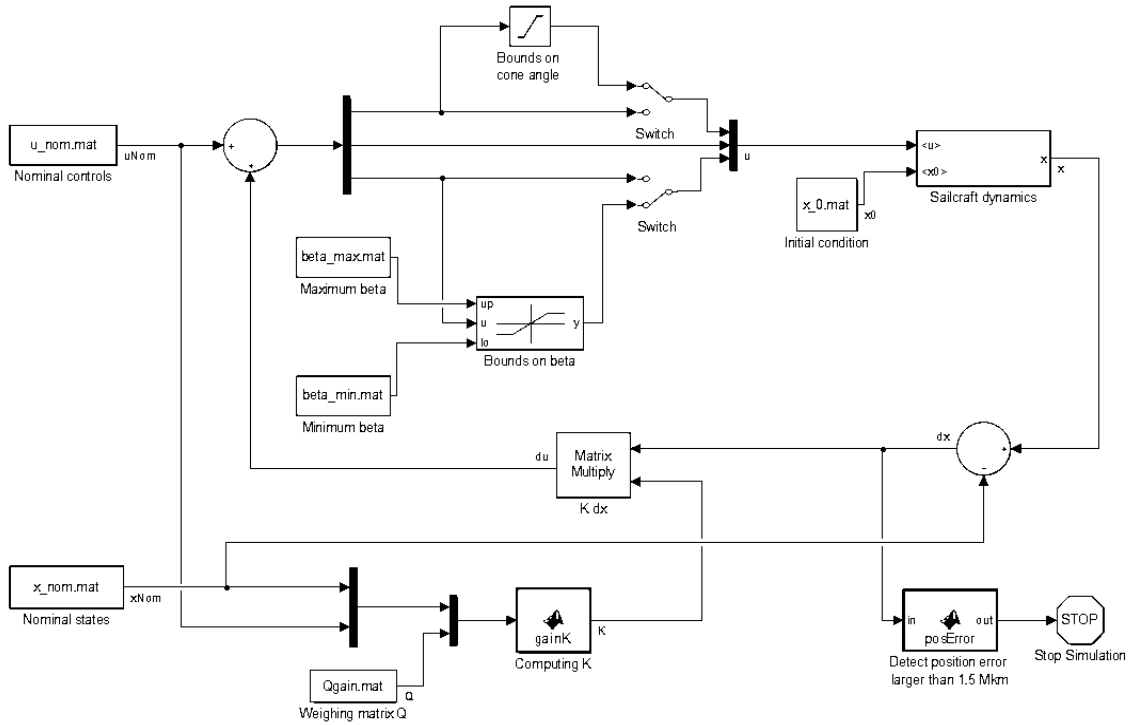 Bounds on
cone angle
u_nom.mat
uNom
Nominal controls
+
+
Switch
u
<u>
<x0>
x
x
Sailcraft dynamics
x_0.mat
x0
Initial condition
Switch
beta_max.mat
Maximum beta
up
u
lo
y
Bounds on beta
beta_min.mat
Minimum beta
du
Matrix
Multiply
K dx
dx
+
-
x_nom.mat
xNom
Nominal states
gainK
K
Computing K
Qgain.mat
Q
Weighing matrix Q
in
out
posError
Detect position error
larger than 1.5 Mkm
STOP
Stop Simulation